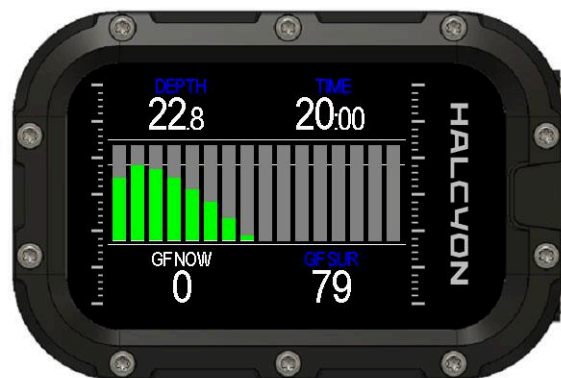 DEPTH TIME
22.8 20:00
GF NOW GF SUR
0 79
HALCYON